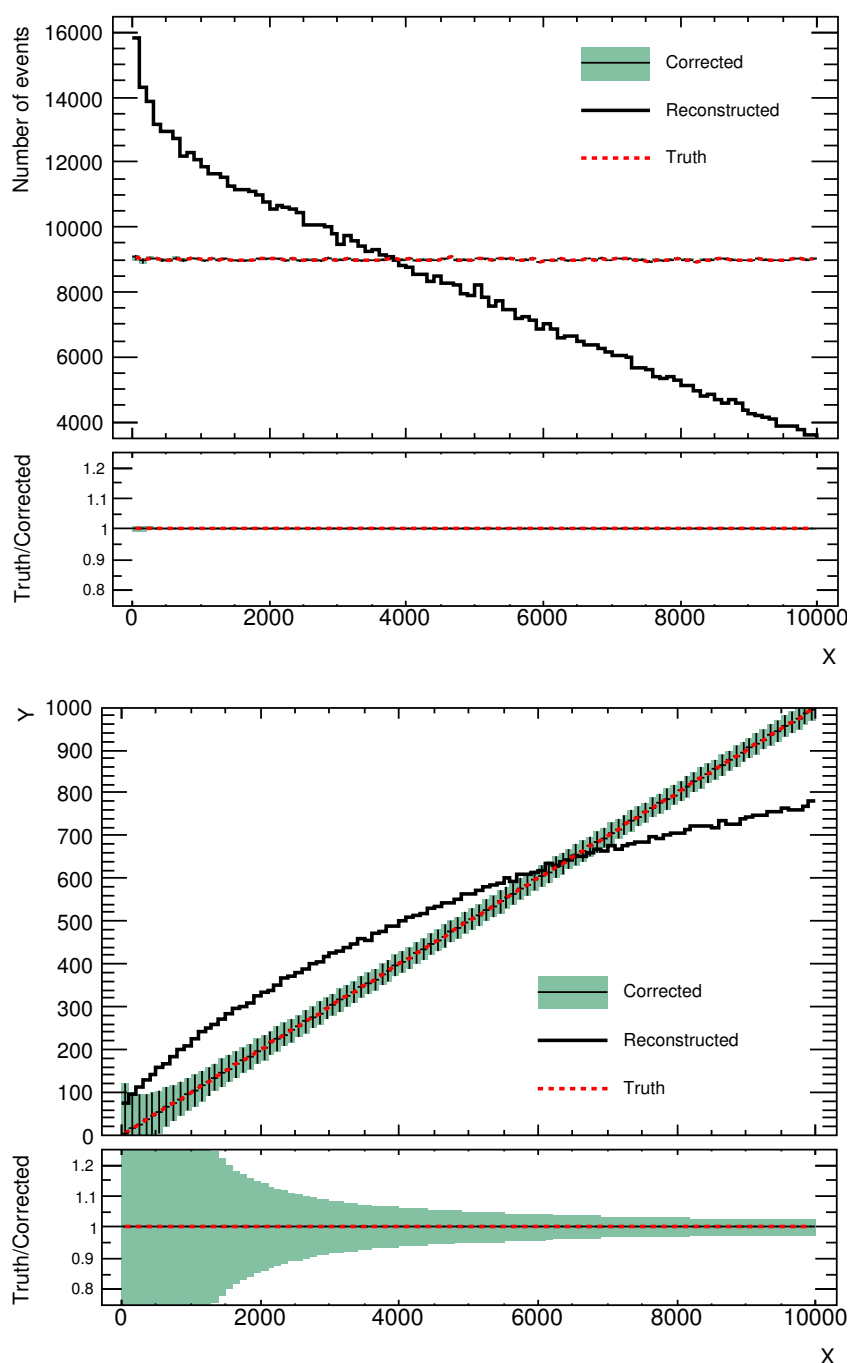 Number of events
16000
14000
12000
10000
8000
6000
4000
Corrected
Reconstructed
Truth
Truth/Corrected
1.2
1.1
1
0.9
0.8
0 2000 4000 6000 8000 10000
X
Y
1000
900
800
700
600
500
400
300
200
100
0
Corrected
Reconstructed
Truth
Truth/Corrected
1.2
1.1
1
0.9
0.8
0 2000 4000 6000 8000 10000
X